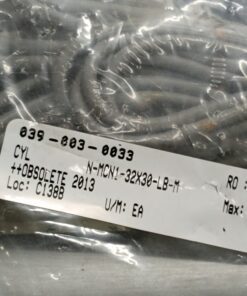 039-003-0033
CYL N-MCN1-32X30-LB-M
++OBSOLETE 2013 RO
Loc: C138B U/M: EA Max: